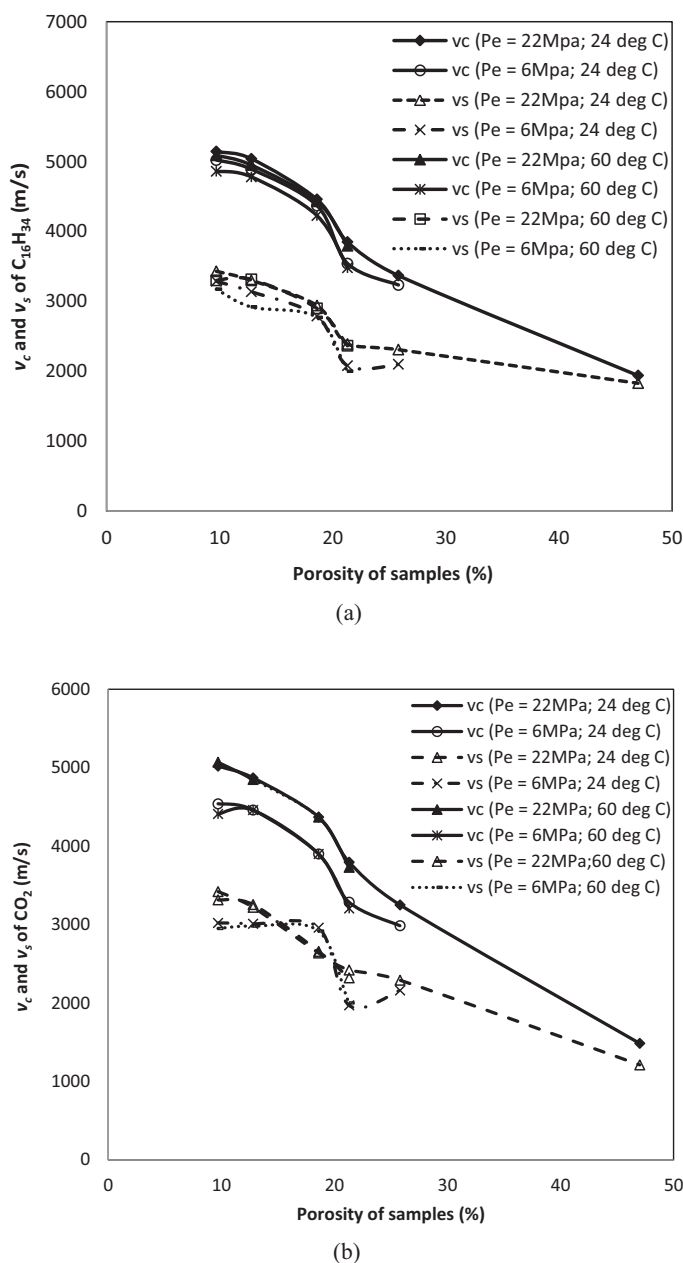 7000
6000
5000
4000
3000
2000
1000
0
v_c and v_s of C₁₆H₃₄ (m/s)
vc (Pe = 22Mpa; 24 deg C)
vc (Pe = 6Mpa; 24 deg C)
vs (Pe = 22Mpa; 24 deg C)
vs (Pe = 6Mpa; 24 deg C)
vc (Pe = 22Mpa; 60 deg C)
vc (Pe = 6Mpa; 60 deg C)
vs (Pe = 22Mpa; 60 deg C)
vs (Pe = 6Mpa; 60 deg C)
0 10 20 30 40 50
Porosity of samples (%)
(a)
6000
5000
4000
3000
2000
1000
0
v_c and v_s of CO₂ (m/s)
vc (Pe = 22MPa; 24 deg C)
vc (Pe = 6MPa; 24 deg C)
vs (Pe = 22MPa; 24 deg C)
vs (Pe = 6MPa; 24 deg C)
vc (Pe = 22MPa; 60 deg C)
vc (Pe = 6MPa; 60 deg C)
vs (Pe = 22MPa;60 deg C)
vs (Pe = 6MPa; 60 deg C)
0 10 20 30 40 50
Porosity of samples (%)
(b)